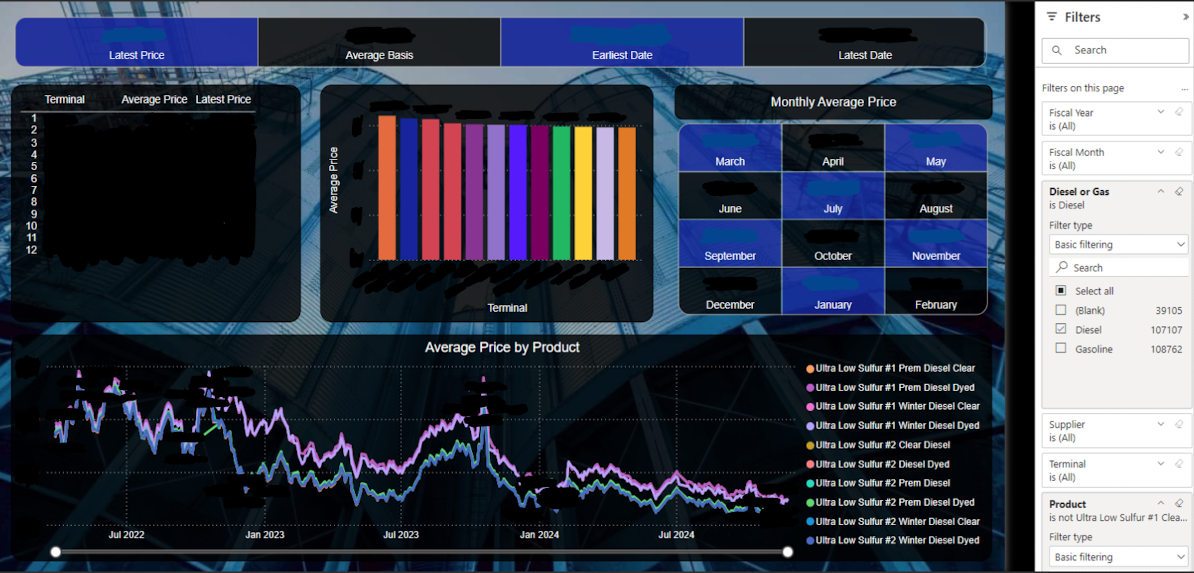 Latest Price
Average Basis
Earliest Date
Latest Date
Terminal Average Price Latest Price
1
2
3
4
5
6
7
8
9
10
11
12
Average Price
Terminal
Monthly Average Price
March April May
June July August
September October November
December January February
Average Price by Product
Ultra Low Sulfur #1 Prem Diesel Clear
Ultra Low Sulfur #1 Prem Diesel Dyed
Ultra Low Sulfur #1 Winter Diesel Clear
Ultra Low Sulfur #1 Winter Diesel Dyed
Ultra Low Sulfur #2 Clear Diesel
Ultra Low Sulfur #2 Diesel Dyed
Ultra Low Sulfur #2 Prem Diesel
Ultra Low Sulfur #2 Prem Diesel Dyed
Ultra Low Sulfur #2 Winter Diesel Clear
Ultra Low Sulfur #2 Winter Diesel Dyed
Jul 2022 Jan 2023 Jul 2023 Jan 2024 Jul 2024
Filters
Search
Filters on this page
...
Fiscal Year
is (All)
Fiscal Month
is (All)
Diesel or Gas
is Diesel
Filter type
Basic filtering
Search
Select all
(Blank) 39105
Diesel 107107
Gasoline 108762
Supplier
is (All)
Terminal
is (All)
Product
is not Ultra Low Sulfur #1 Clea...
Filter type
Basic filtering